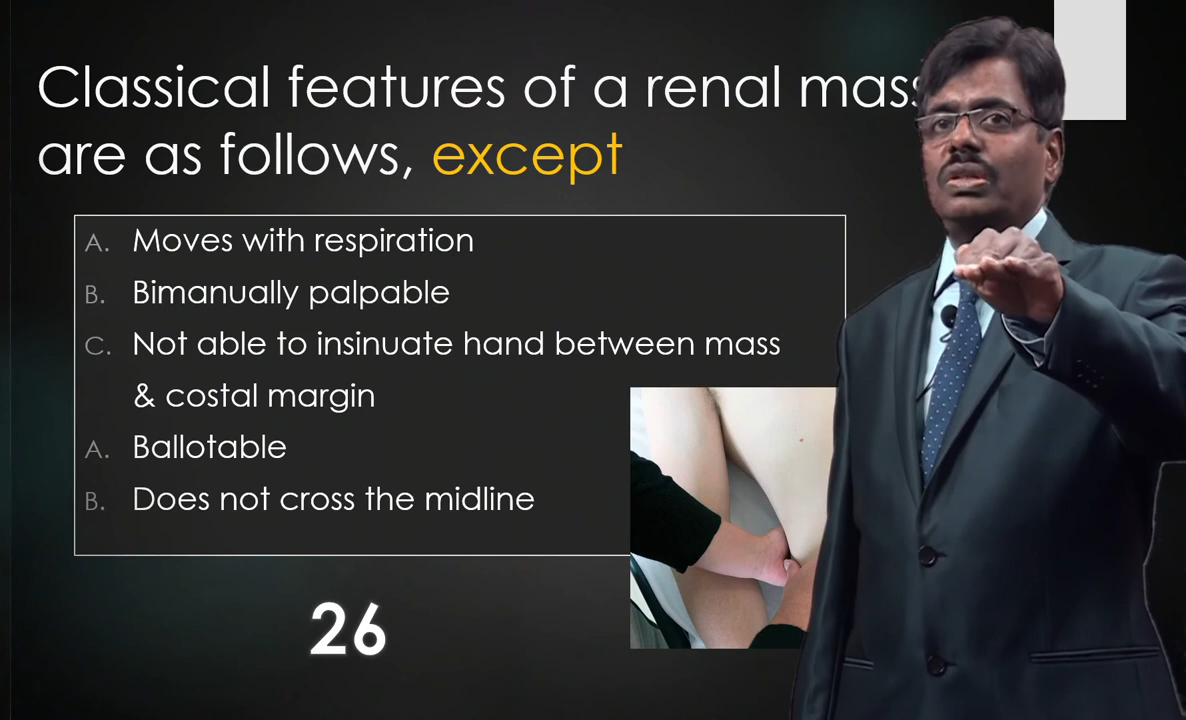 Classical features of a renal mass
are as follows, except
A. Moves with respiration
B. Bimanually palpable
C. Not able to insinuate hand between mass
& costal margin
A. Ballotable
B. Does not cross the midline
26